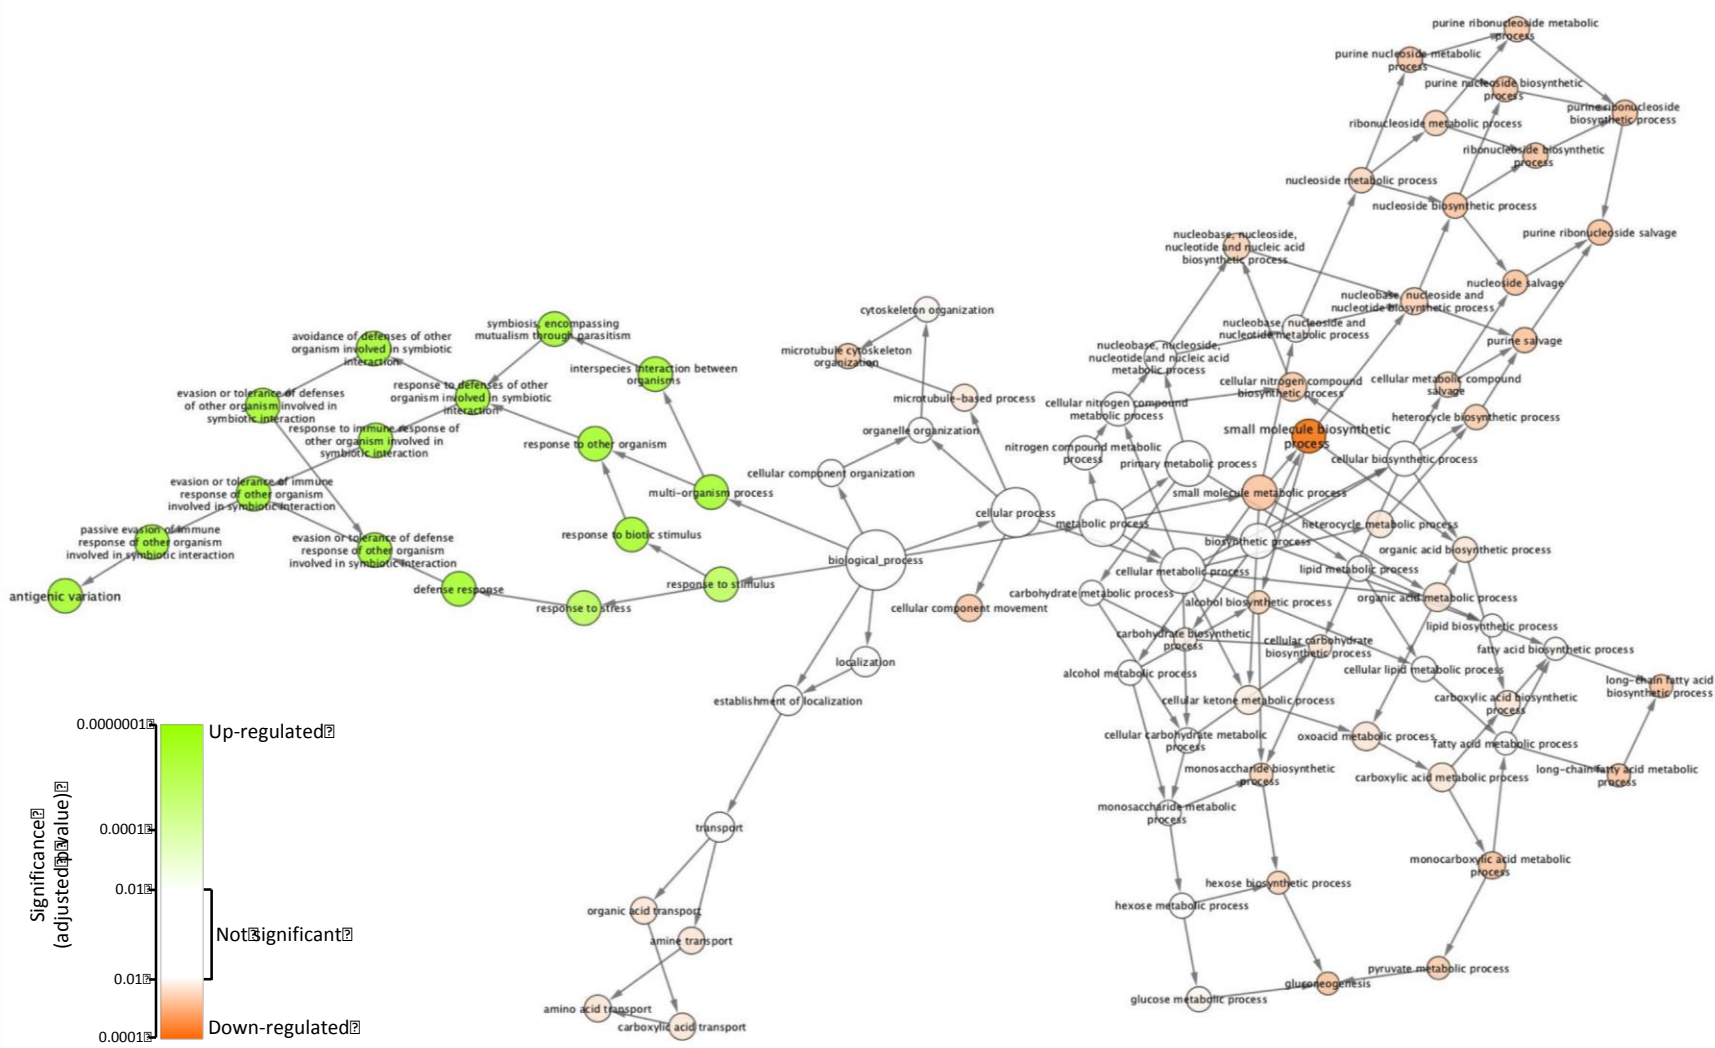 purine ribonucleoside metabolic
process
purine nucleoside metabolic
process
purine nucleoside biosynthetic
process
purine ribonucleoside
biosynthetic process
ribonucleoside metabolic process
ribonucleoside biosynthetic
process
nucleoside metabolic process
nucleoside biosynthetic process
purine ribonucleoside salvage
nucleobase, nucleoside,
nucleotide and nucleic acid
biosynthetic process
nucleoside salvage
nucleobase, nucleoside and
nucleotide biosynthetic process
nucleobase, nucleoside and
nucleotide metabolic process
purine salvage
nucleobase, nucleoside,
nucleotide and nucleic acid
metabolic process
cellular nitrogen compound
biosynthetic process
cellular metabolic compound
salvage
cellular nitrogen compound
metabolic process
heterocycle biosynthetic process
small molecule biosynthetic
process
nitrogen compound metabolic
process
primary metabolic process
cellular biosynthetic process
small molecule metabolic process
metabolic process
heterocycle metabolic process
biosynthetic process
organic acid biosynthetic process
cellular metabolic process
lipid metabolic process
carbohydrate metabolic process
alcohol biosynthetic process
organic acid metabolic process
lipid biosynthetic process
carbohydrate biosynthetic
process
cellular carbohydrate
biosynthetic process
fatty acid biosynthetic process
alcohol metabolic process
cellular lipid metabolic process
long-chain fatty acid
biosynthetic process
cellular ketone metabolic process
carboxylic acid biosynthetic
process
cellular carbohydrate metabolic
process
oxoacid metabolic process
fatty acid metabolic process
monosaccharide biosynthetic
process
carboxylic acid metabolic process
long-chain fatty acid metabolic
process
monosaccharide metabolic
process
monocarboxylic acid metabolic
process
hexose biosynthetic process
hexose metabolic process
pyruvate metabolic process
gluconeogenesis
glucose metabolic process
cytoskeleton organization
microtubule cytoskeleton
organization
microtubule-based process
organelle organization
cellular component organization
cellular process
biological_process
cellular component movement
localization
establishment of localization
transport
organic acid transport
amine transport
amino acid transport
carboxylic acid transport
symbiosis, encompassing
mutualism through parasitism
avoidance of defenses of other
organism involved in symbiotic
interaction
interspecies interaction between
organisms
evasion or tolerance of defenses
of other organism involved in
symbiotic interaction
response to defenses of other
organism involved in symbiotic
interaction
response to immune response of
other organism involved in
symbiotic interaction
response to other organism
evasion or tolerance of immune
response of other organism
involved in symbiotic interaction
multi-organism process
passive evasion of immune
response of other organism
involved in symbiotic interaction
evasion or tolerance of defense
response of other organism
involved in symbiotic interaction
response to biotic stimulus
antigenic variation
defense response
response to stress
response to stimulus
0.0000001
Up-regulated
0.0001
0.01
Not significant
0.01
Down-regulated
0.0001
Significance
(adjusted p value)